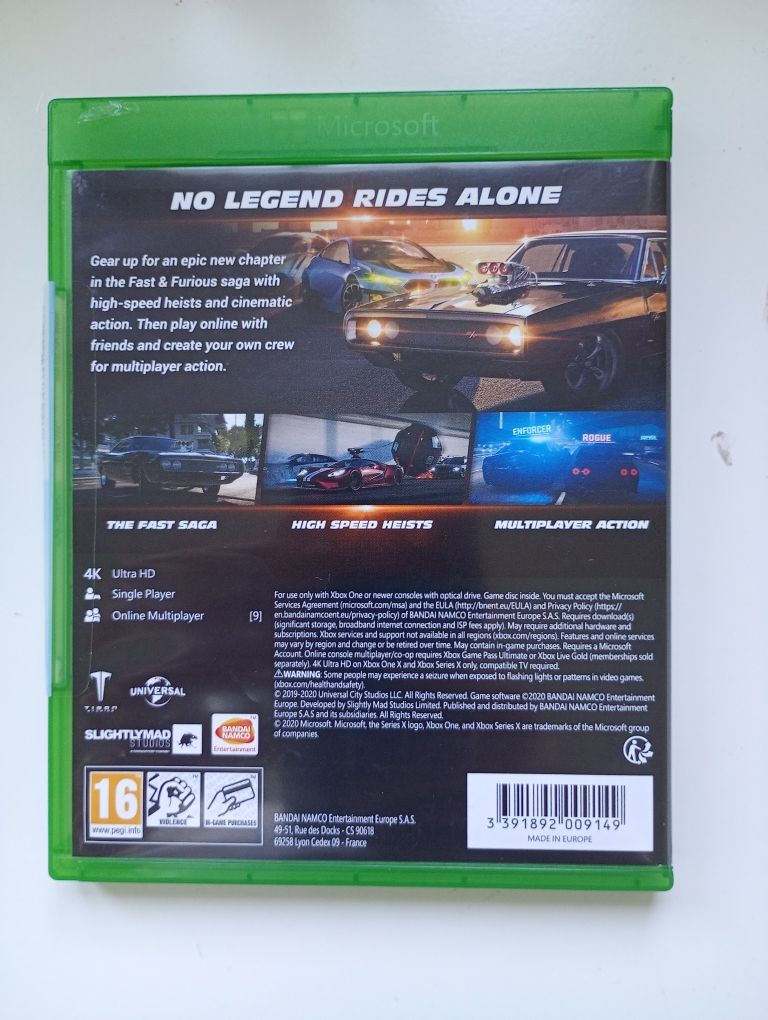 Microsoft
NO LEGEND RIDES ALONE
Gear up for an epic new chapter
in the Fast & Furious saga with
high-speed heists and cinematic
action. Then play online with
friends and create your own crew
for multiplayer action.
ENFORCER
ROGUE
THE FAST SAGA
HIGH SPEED HEISTS
MULTIPLAYER ACTION
4K Ultra HD
Single Player
Online Multiplayer [9]
For use only with Xbox One or newer consoles with optical drive. Game disc inside. You must accept the Microsoft
Services Agreement (microsoft.com/msa) and the EULA (http://bnent.eu/EULA) and Privacy Policy (https://
en.bandainamcoent.eu/privacy-policy) of BANDAI NAMCO Entertainment Europe S.A.S. Requires download(s)
(significant storage, broadband internet connection and ISP fees apply). May require additional hardware and
subscriptions. Xbox services and support not available in all regions (xbox.com/regions). Features and online services
may vary by region and change or be retired over time. May contain in-game purchases. Requires a Microsoft
Account. Online console multiplayer/co-op requires Xbox Game Pass Ultimate or Xbox Live Gold (memberships sold
separately). 4K Ultra HD on Xbox One X and Xbox Series X only, compatible TV required.
⚠WARNING: Some people may experience a seizure when exposed to flashing lights or patterns in video games.
(xbox.com/healthandsafety).
© 2019-2020 Universal City Studios LLC. All Rights Reserved. Game software ©2020 BANDAI NAMCO Entertainment
Europe. Developed by Slightly Mad Studios Limited. Published and distributed by BANDAI NAMCO Entertainment
Europe S.A.S and its subsidiaries. All Rights Reserved.
© 2020 Microsoft. Microsoft, the Series X logo, Xbox One, and Xbox Series X are trademarks of the Microsoft group
of companies.
UNIVERSAL
SLIGHTLYMAD
STUDIOS
BANDAI
NAMCO
Entertainment
16
www.pegi.info
VIOLENCE
IN-GAME PURCHASES
BANDAI NAMCO Entertainment Europe S.A.S.
49-51, Rue des Docks - CS 90618
69258 Lyon Cedex 09 - France
3 391892 009149
MADE IN EUROPE